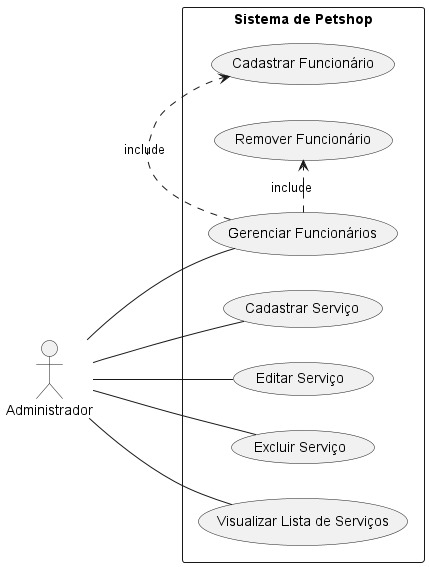 Sistema de Petshop
Cadastrar Funcionário
include
Remover Funcionário
include
Gerenciar Funcionários
Cadastrar Serviço
Editar Serviço
Administrador
Excluir Serviço
Visualizar Lista de Serviços